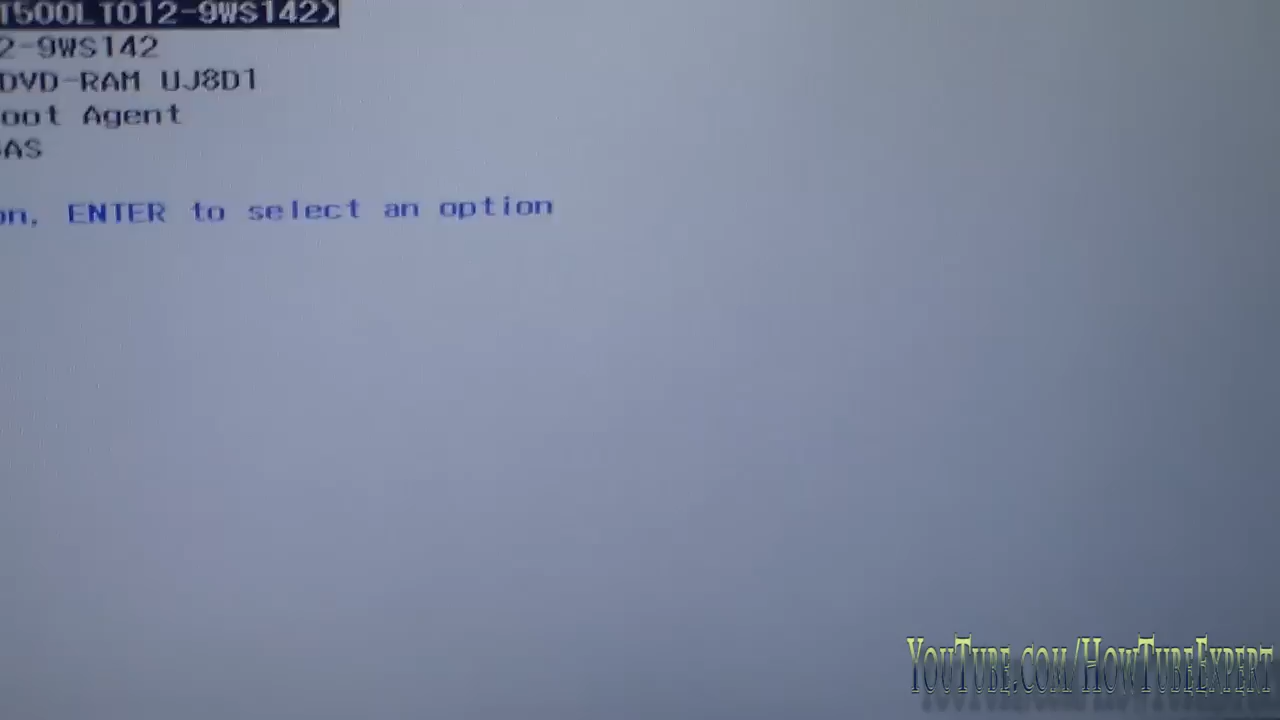 T500LT012-9WS142)
2-9WS142
DVD-RAM UJ8D1
oot Agent
AS
on, ENTER to select an option
YouTube.com/HowTubeExpert